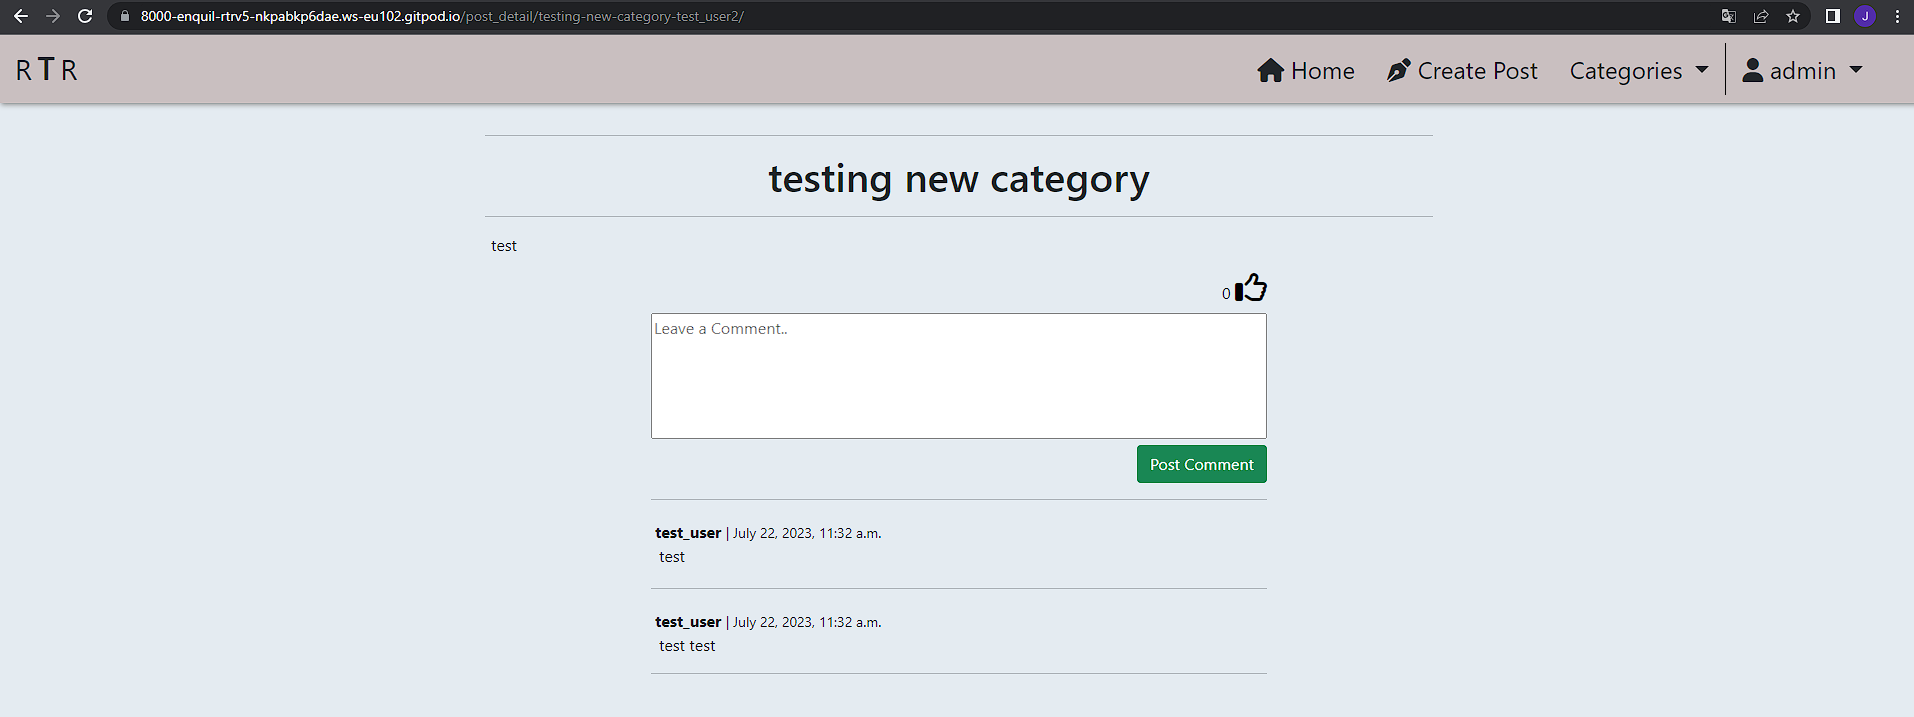 8000-enquil-rtrv5-nkpabkp6dae.ws-eu102.gitpod.io/post_detail/testing-new-category-test_user2/
J
R T R
Home
Create Post
Categories
admin
testing new category
test
0
Leave a Comment..
Post Comment
test_user | July 22, 2023, 11:32 a.m.
test
test_user | July 22, 2023, 11:32 a.m.
test test